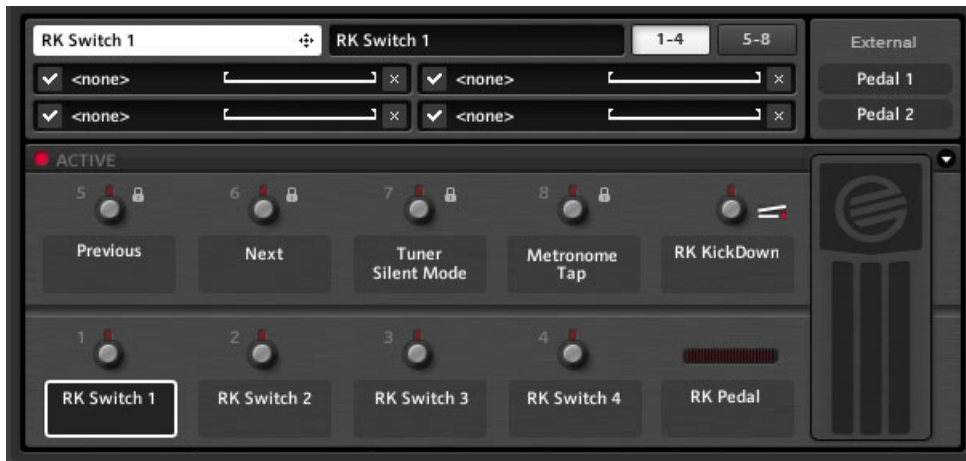 RK Switch 1
RK Switch 1
1-4
5-8
External
<none>
<none>
Pedal 1
<none>
<none>
Pedal 2
ACTIVE
5
6
7
8
Previous
Next
Tuner
Silent Mode
Metronome
Tap
RK KickDown
1
2
3
4
RK Switch 1
RK Switch 2
RK Switch 3
RK Switch 4
RK Pedal